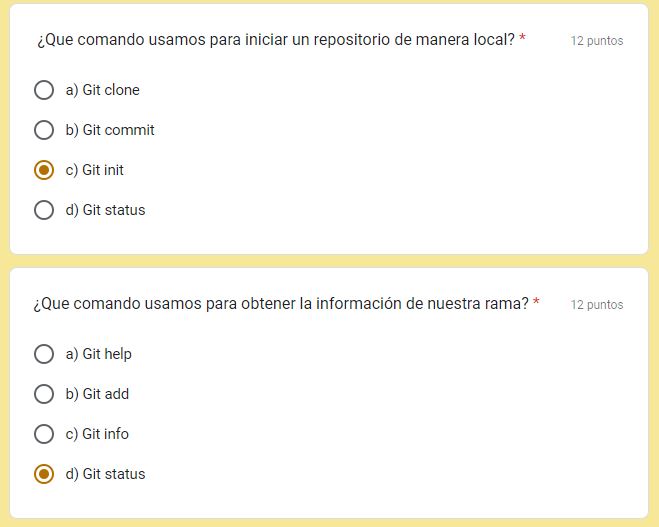 ¿Que comando usamos para iniciar un repositorio de manera local? * 12 puntos
a) Git clone
b) Git commit
c) Git init
d) Git status
¿Que comando usamos para obtener la información de nuestra rama? * 12 puntos
a) Git help
b) Git add
c) Git info
d) Git status